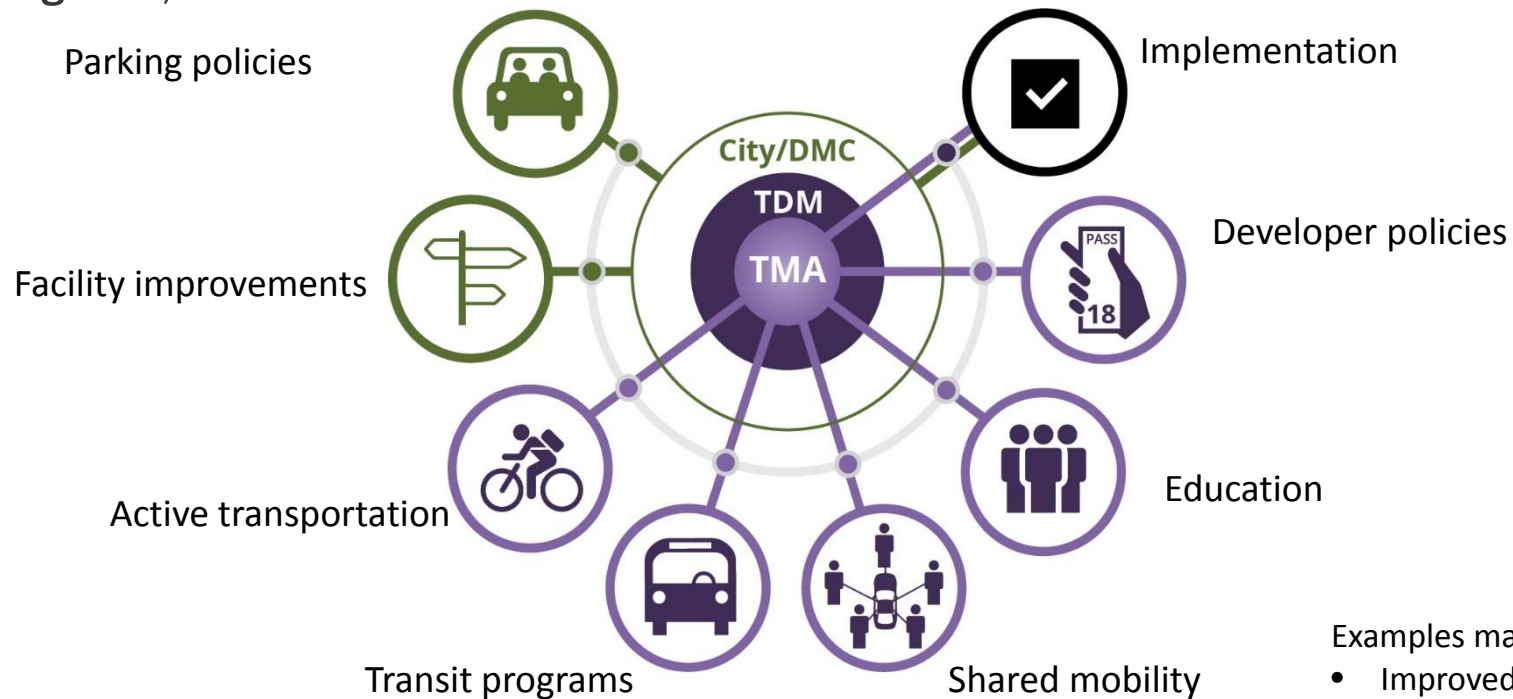 Parking policies
Implementation
City/DMC
TDM
TMA
Developer policies
PASS
18
Facility improvements
Active transportation
Education
Transit programs
Shared mobility
Examples ma
• Improved